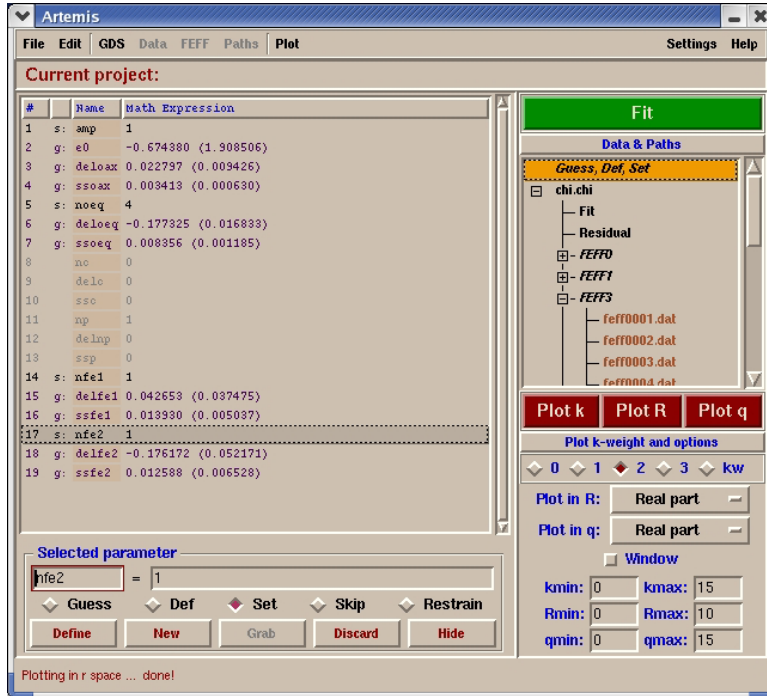 Artemis
File Edit GDS Data FEFF Paths Plot Settings Help
Current project:
# Name Math Expression
1 s: amp 1
2 g: e0 -0.674380 (1.908506)
3 g: deloax 0.022797 (0.009426)
4 g: ssoax 0.003413 (0.000630)
5 s: noeq 4
6 g: deloeq -0.177325 (0.016833)
7 g: ssoeq 0.008356 (0.001185)
8 nc 0
9 delc 0
10 ssc 0
11 np 1
12 delnp 0
13 ssp 0
14 s: nfe1 1
15 g: delfe1 0.042653 (0.037475)
16 g: ssfe1 0.013930 (0.005037)
17 s: nfe2 1
18 g: delfe2 -0.176172 (0.052171)
19 g: ssfe2 0.012588 (0.006528)
Selected parameter
nfe2 = 1
Guess Def Set Skip Restrain
Define New Grab Discard Hide
Fit
Data & Paths
Guess, Def, Set
chi.chi
Fit
Residual
FEFF0
FEFF1
FEFF3
feff0001.dat
feff0002.dat
feff0003.dat
feff0004.dat
Plot k Plot R Plot q
Plot k-weight and options
0 1 2 3 kw
Plot in R: Real part
Plot in q: Real part
Window
kmin: 0 kmax: 15
Rmin: 0 Rmax: 10
qmin: 0 qmax: 15
Plotting in r space ... done!